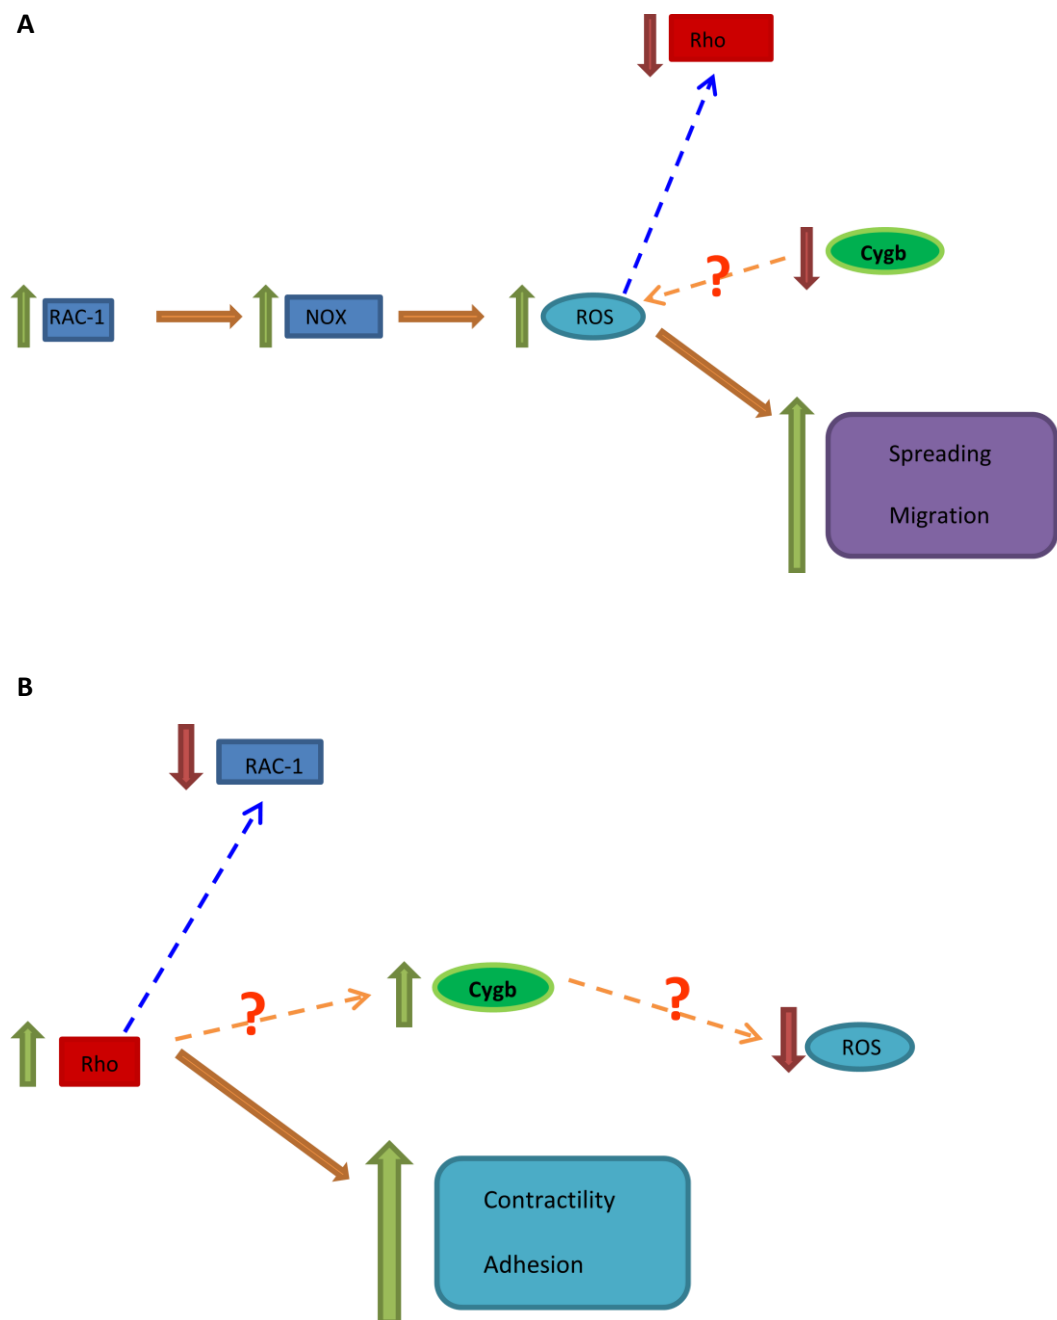 A
Rho
Cygb
?
RAC-1
NOX
ROS
Spreading
Migration
B
RAC-1
Cygb
?
?
Rho
ROS
Contractility
Adhesion